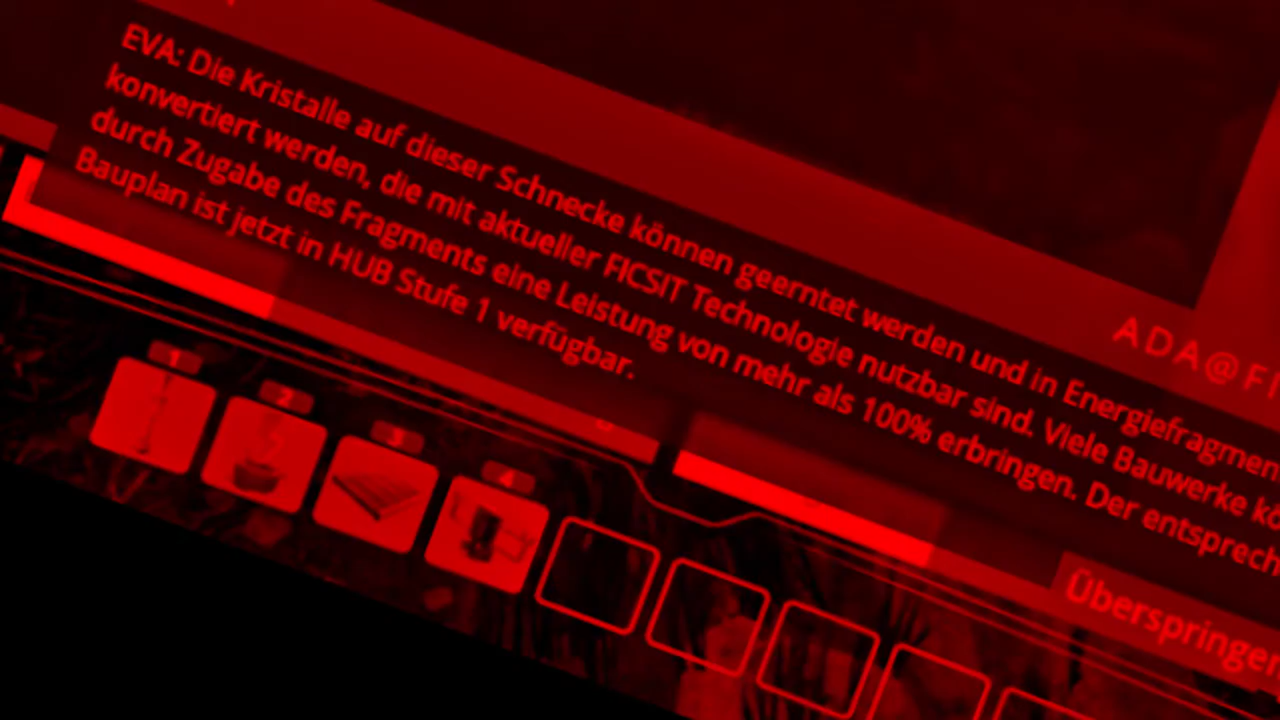 EVA: Die Kristalle auf dieser Schnecke können geerntet werden und in Energiefragmen
konvertiert werden, die mit aktueller FICSIT Technologie nutzbar sind. Viele Bauwerke kö
durch Zugabe des Fragments eine Leistung von mehr als 100% erbringen. Der entsprech
Bauplan ist jetzt in HUB Stufe 1 verfügbar.
ADA@FI
Überspringen
1
2
3
4